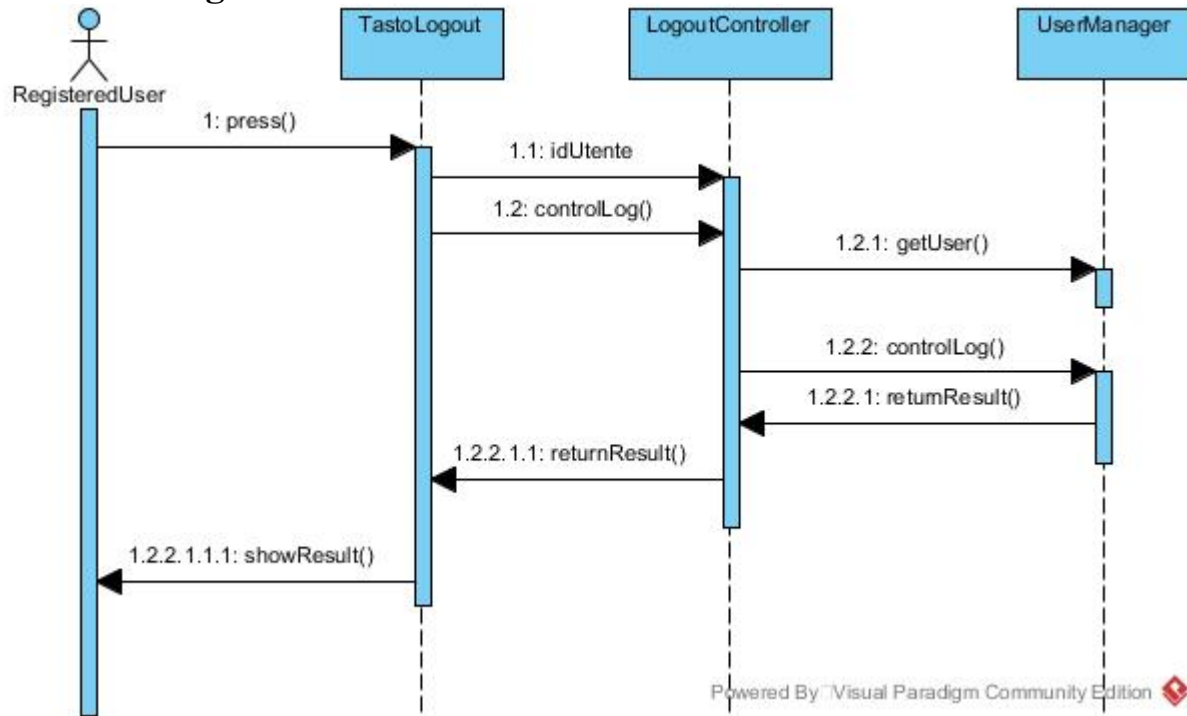 TastoLogout
LogoutController
UserManager
RegisteredUser
1: press()
1.1: idUtente
1.2: controlLog()
1.2.1: getUser()
1.2.2: controlLog()
1.2.2.1: returnResult()
1.2.2.1.1: returnResult()
1.2.2.1.1.1: showResult()
Powered By Visual Paradigm Community Edition